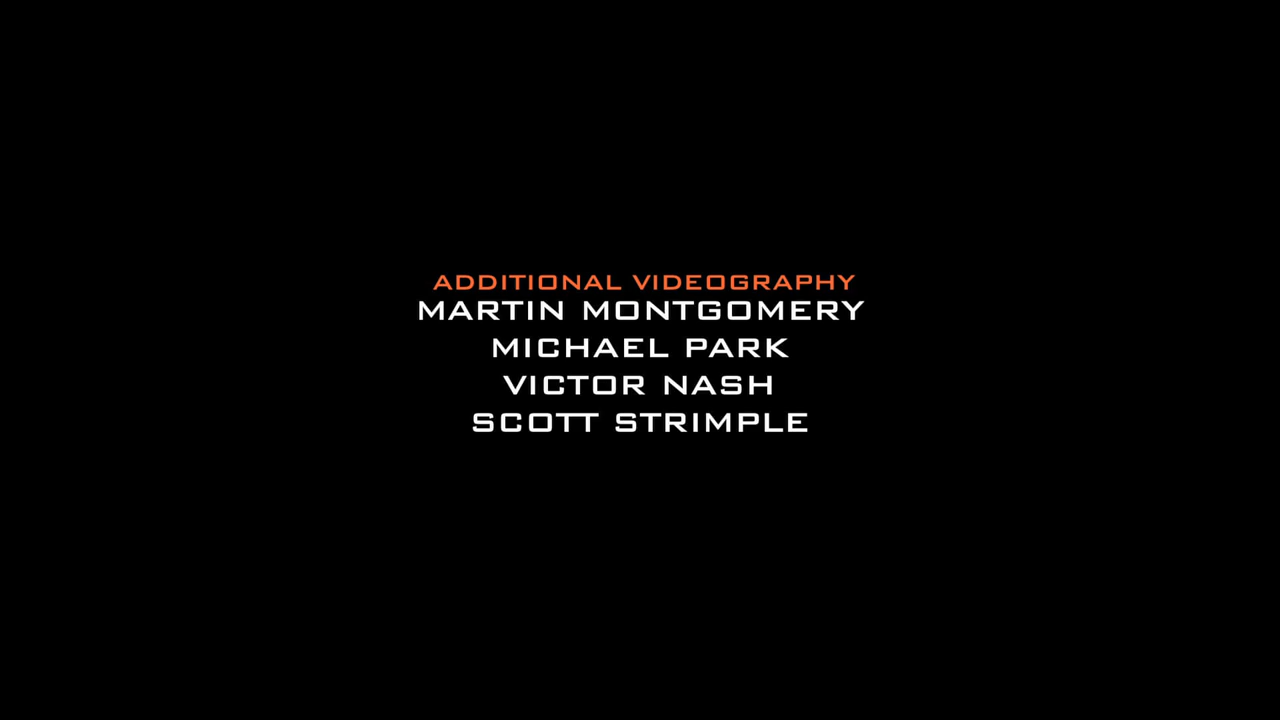 ADDITIONAL VIDEOGRAPHY
MARTIN MONTGOMERY
MICHAEL PARK
VICTOR NASH
SCOTT STRIMPLE